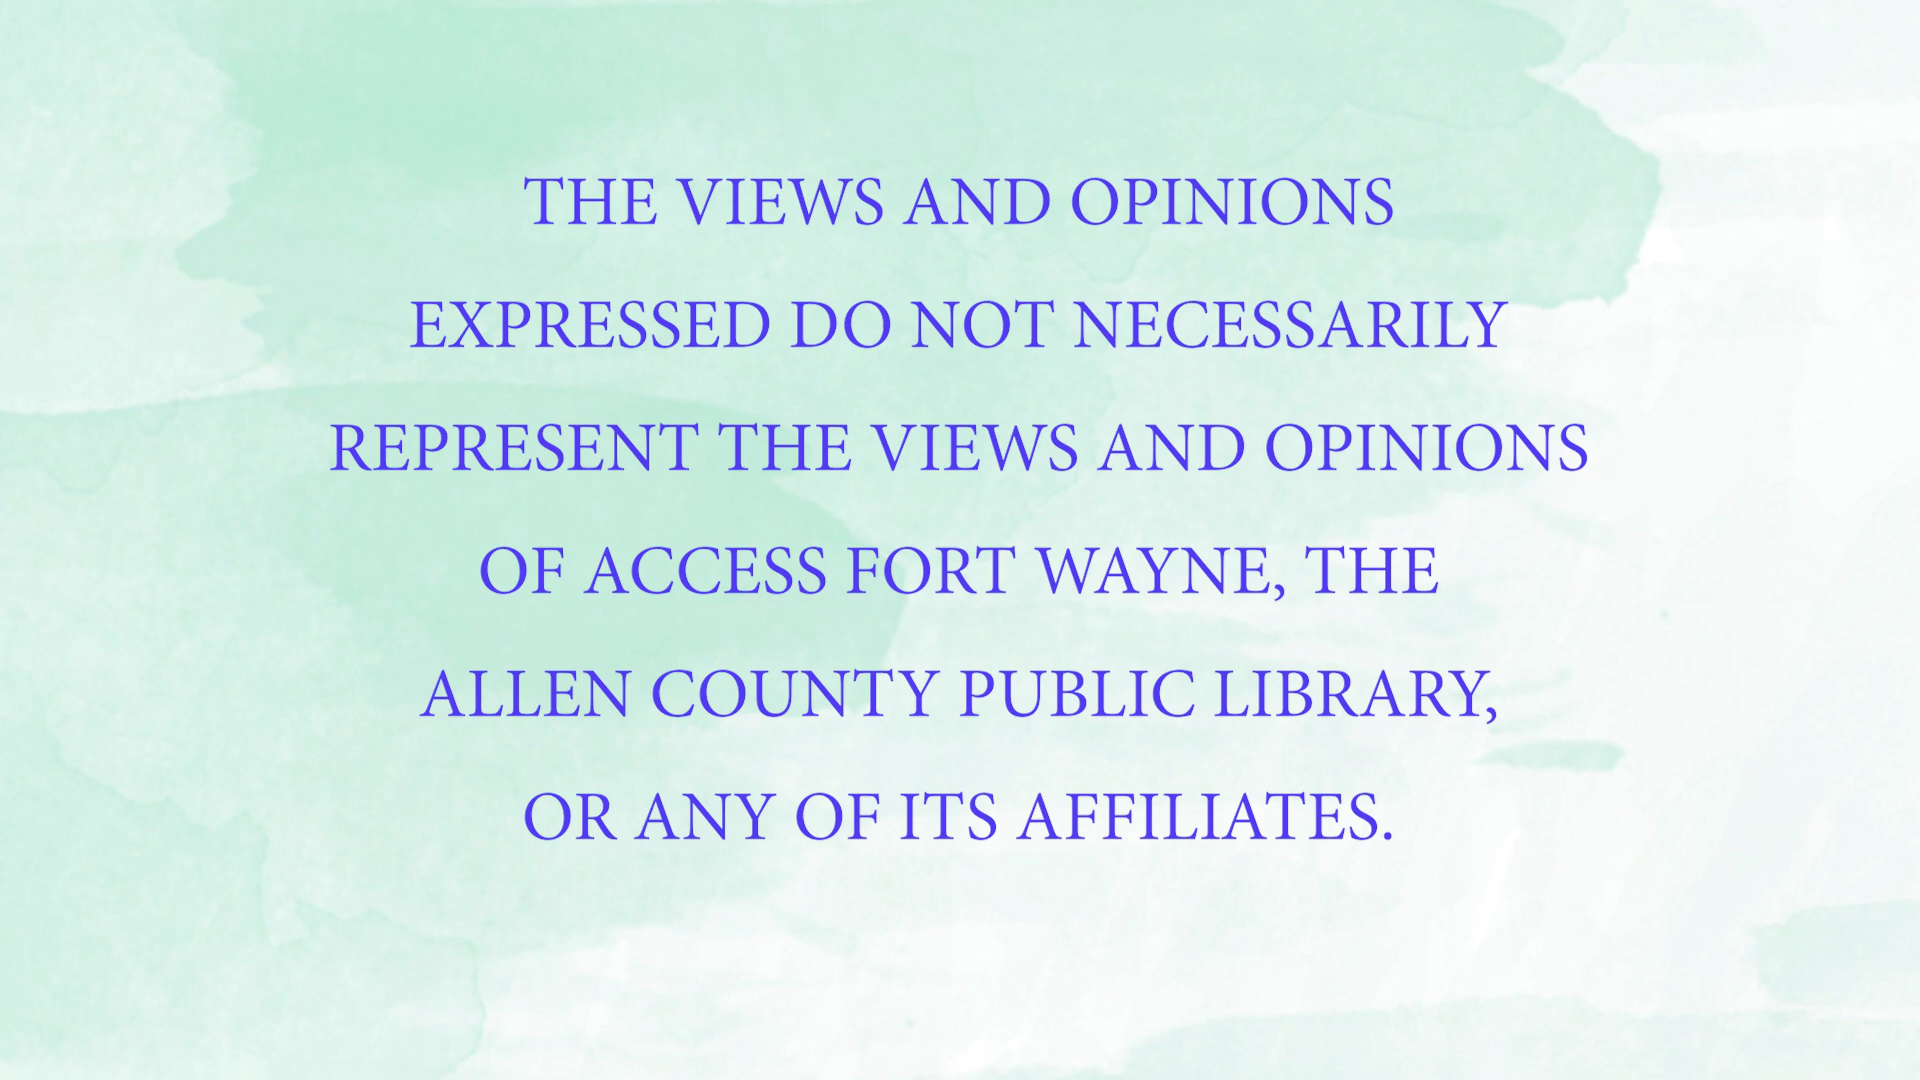 THE VIEWS AND OPINIONS
EXPRESSED DO NOT NECESSARILY
REPRESENT THE VIEWS AND OPINIONS
OF ACCESS FORT WAYNE, THE
ALLEN COUNTY PUBLIC LIBRARY,
OR ANY OF ITS AFFILIATES.